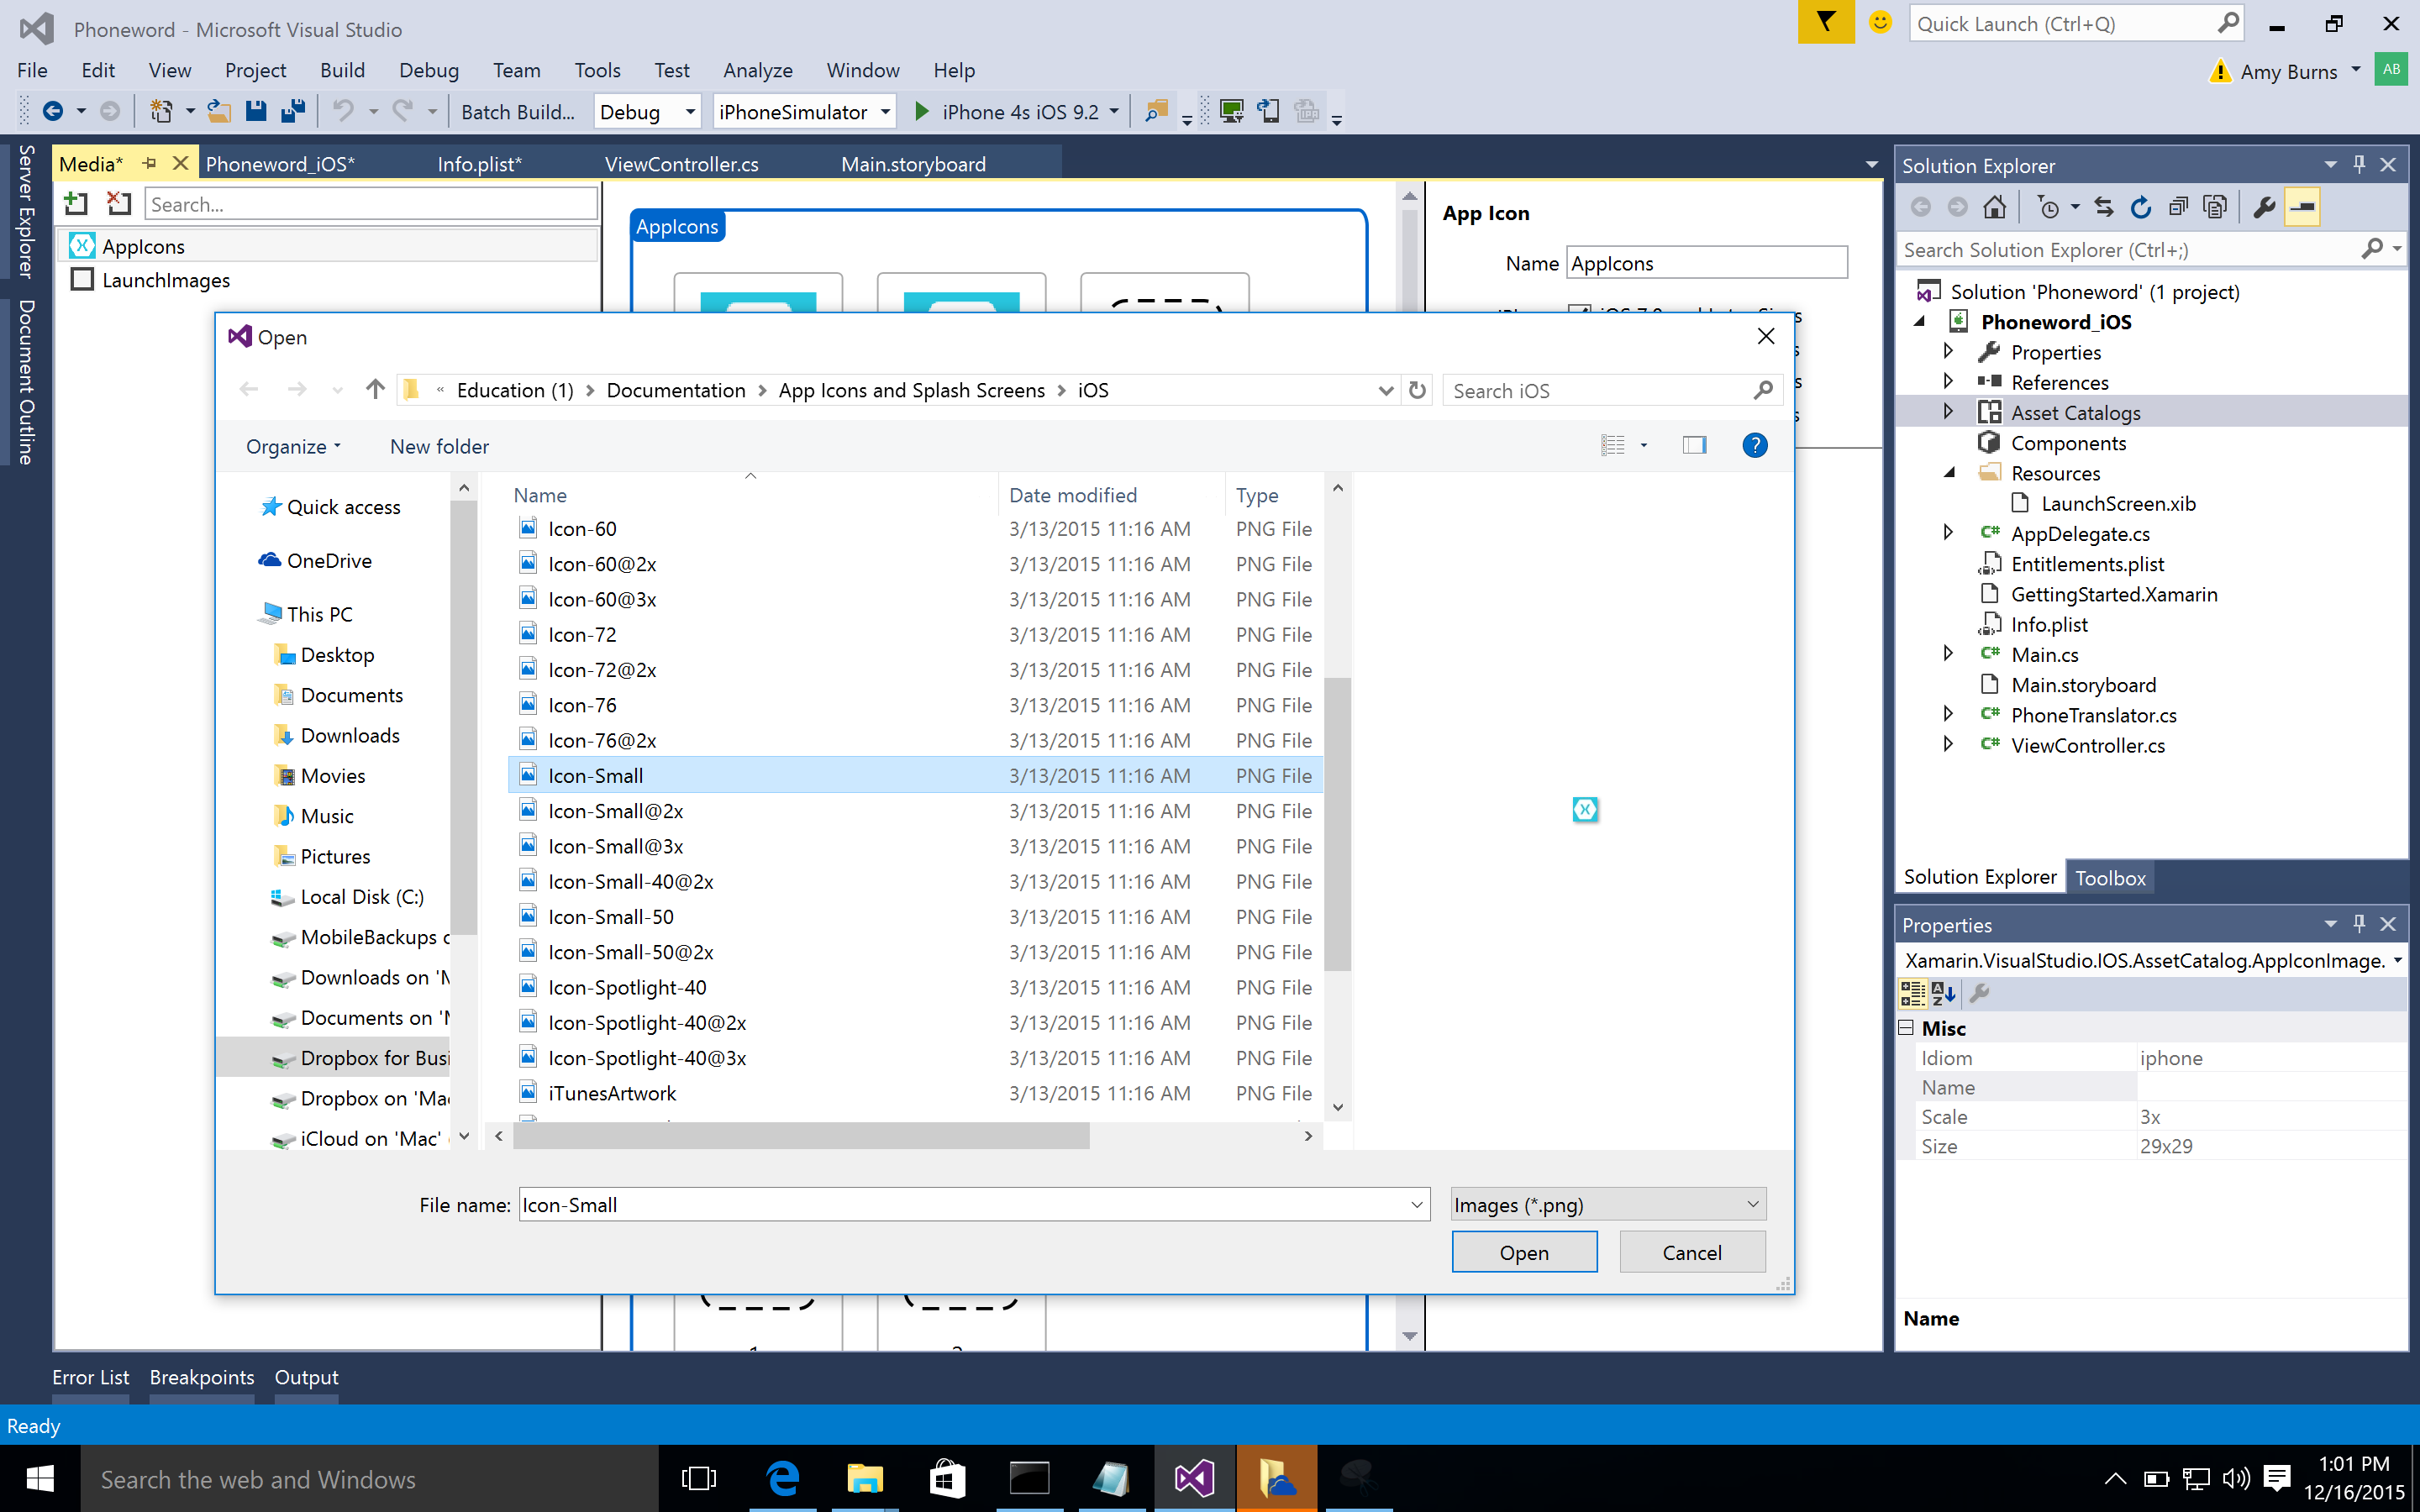 Phoneword - Microsoft Visual Studio
Quick Launch (Ctrl+Q)
File Edit View Project Build Debug Team Tools Test Analyze Window Help
Amy Burns AB
Batch Build... Debug iPhoneSimulator iPhone 4s iOS 9.2
Server Explorer
Document Outline
Media* Phoneword_iOS* Info.plist* ViewController.cs Main.storyboard
Search...
AppIcons
LaunchImages
AppIcons
App Icon
Name AppIcons
Open
« Education (1) > Documentation > App Icons and Splash Screens > iOS
Search iOS
Organize New folder
Quick access
OneDrive
This PC
Desktop
Documents
Downloads
Movies
Music
Pictures
Local Disk (C:)
MobileBackups
Downloads on
Documents on
Dropbox for
Dropbox on
iCloud on 'Mac'
Name Date modified Type
Icon-60 3/13/2015 11:16 AM PNG File
Icon-60@2x 3/13/2015 11:16 AM PNG File
Icon-60@3x 3/13/2015 11:16 AM PNG File
Icon-72 3/13/2015 11:16 AM PNG File
Icon-72@2x 3/13/2015 11:16 AM PNG File
Icon-76 3/13/2015 11:16 AM PNG File
Icon-76@2x 3/13/2015 11:16 AM PNG File
Icon-Small 3/13/2015 11:16 AM PNG File
Icon-Small@2x 3/13/2015 11:16 AM PNG File
Icon-Small@3x 3/13/2015 11:16 AM PNG File
Icon-Small-40@2x 3/13/2015 11:16 AM PNG File
Icon-Small-50 3/13/2015 11:16 AM PNG File
Icon-Small-50@2x 3/13/2015 11:16 AM PNG File
Icon-Spotlight-40 3/13/2015 11:16 AM PNG File
Icon-Spotlight-40@2x 3/13/2015 11:16 AM PNG File
Icon-Spotlight-40@3x 3/13/2015 11:16 AM PNG File
iTunesArtwork 3/13/2015 11:16 AM PNG File
File name: Icon-Small Images (*.png)
Open Cancel
Solution Explorer
Search Solution Explorer (Ctrl+;)
Solution 'Phoneword' (1 project)
Phoneword_iOS
Properties
References
Asset Catalogs
Components
Resources
LaunchScreen.xib
AppDelegate.cs
Entitlements.plist
GettingStarted.Xamarin
Info.plist
Main.cs
Main.storyboard
PhoneTranslator.cs
ViewController.cs
Solution Explorer Toolbox
Properties
Xamarin.VisualStudio.IOS.AssetCatalog.AppIconImage.
Misc
Idiom iphone
Name
Scale 3x
Size 29x29
Name
Error List Breakpoints Output
Ready
Search the web and Windows
1:01 PM
12/16/2015